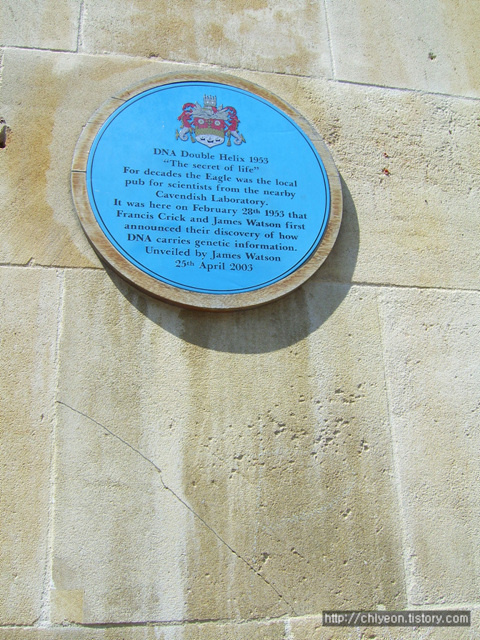 DNA Double Helix 1953
"The secret of life"
For decades the Eagle was the local
pub for scientists from the nearby
Cavendish Laboratory.
It was here on February 28th 1953 that
Francis Crick and James Watson first
announced their discovery of how
DNA carries genetic information.
Unveiled by James Watson
25th April 2003
http://chlyeon.tistory.com